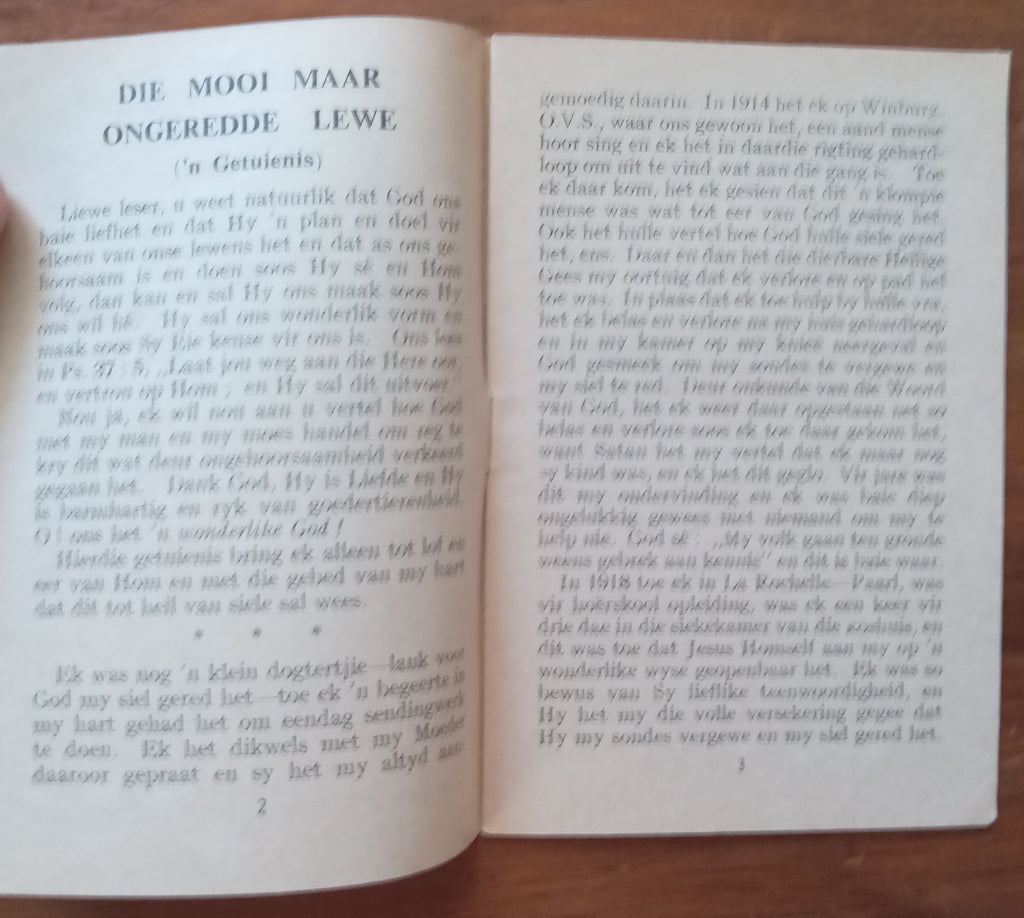 DIE MOOI MAAR
ONGEREDDE LEWE
('n Getuienis)
Liewe leser, u weet natuurlik dat God ons
baie liefhet en dat Hy 'n plan en doel vir
elkeen van onse lewens het en dat as ons ge-
hoorsaam is en doen soos Hy sê en Hom
volg, dan kan en sal Hy ons maak soos Hy
ons wil hê. Hy sal ons wonderlik vorm en
maak soos Sy Eie keuse vir ons is. Ons lees
in Ps. 37 : 5, „Laat jou weg aan die Here oor,
en vertrou op Hom ; en Hy sal dit uitvoer."
Nou ja, ek wil nou aan u vertel hoe God
met my man en my moes handel om reg te
kry dit wat deur ongehoorsaamheid verkeerd
gegaan het. Dank God, Hy is Liefde en Hy
is barmhartig en ryk van goedertierenheid.
O ! ons het 'n wonderlike God !
Hierdie getuienis bring ek alleen tot lof en
eer van Hom en met die gebed van my hart
dat dit tot heil van siele sal wees.
* * *
Ek was nog 'n klein dogtertjie—lank voor
God my siel gered het—toe ek 'n begeerte in
my hart gehad het om eendag sendingwerk
te doen. Ek het dikwels met my Moeder
daaroor gepraat en sy het my altyd aan-
2
gemoedig daarin. In 1914 het ek op Winburg,
O.V.S., waar ons gewoon het, een aand mense
hoor sing en ek het in daardie rigting gehard-
loop om uit te vind wat aan die gang is. Toe
ek daar kom, het ek gesien dat dit 'n klompie
mense was wat tot eer van God gesing het.
Ook het hulle vertel hoe God hulle siele gered
het, ens. Daar en dan het die dierbare Heilige
Gees my oortuig dat ek verlore en op pad hel
toe was. In plaas dat ek toe hulp by hulle vra,
het ek belas en verlore na my huis gehardloop
en in my kamer op my knieë neergeval en
God gesmeek om my sondes te vergewe en
my siel te red. Deur onkunde van die Woord
van God, het ek weer daar opgestaan net so
belas en verlore soos ek toe daar gekom het,
want Satan het my vertel dat ek maar nog
sy kind was, en ek het dit geglo. Vir jare was
dit my ondervinding en ek was baie diep
ongelukkig gewees met niemand om my te
help nie. God sê : „My volk gaan ten gronde
weens gebrek aan kennis" en dit is baie waar.
In 1918 toe ek in La Rochelle—Paarl, was
vir hoërskool opleiding, was ek een keer vir
drie dae in die siekekamer van die koshuis, en
dit was toe dat Jesus Homself aan my op 'n
wonderlike wyse geopenbaar het. Ek was so
bewus van Sy lieflike teenwoordigheid, en
Hy het my die volle versekering gegee dat
Hy my sondes vergewe en my siel gered het.
3